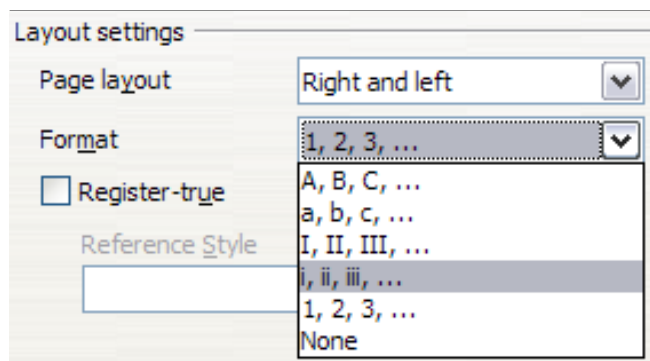 Layout settings
Page layout
Right and left
Format
1, 2, 3, ...
Register-true
A, B, C, ...
a, b, c, ...
Reference Style
I, II, III, ...
i, ii, iii, ...
1, 2, 3, ...
None